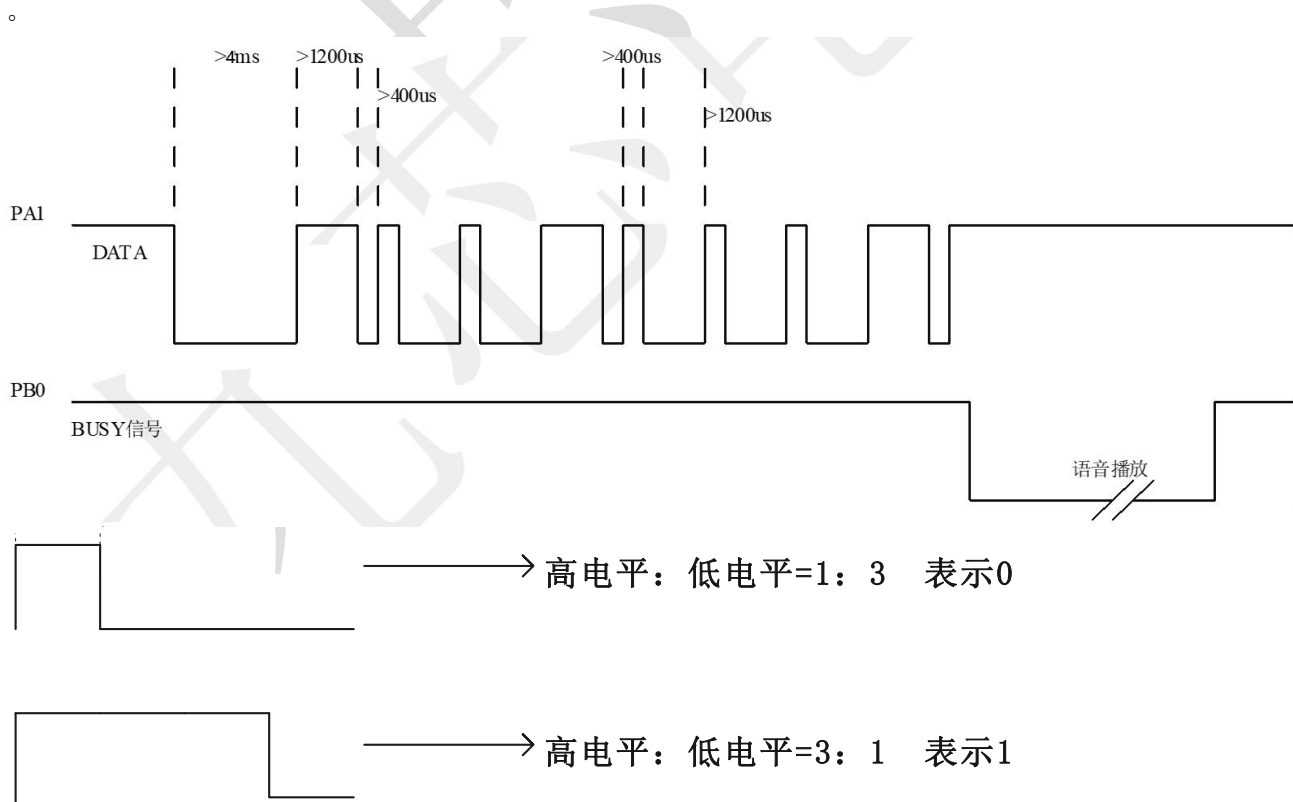 。
>4ms >1200us >400us
>400us >1200us
PA1
DATA
PB0
BUSY信号
语音播放
高电平：低电平=1：3 表示0
高电平：低电平=3：1 表示1